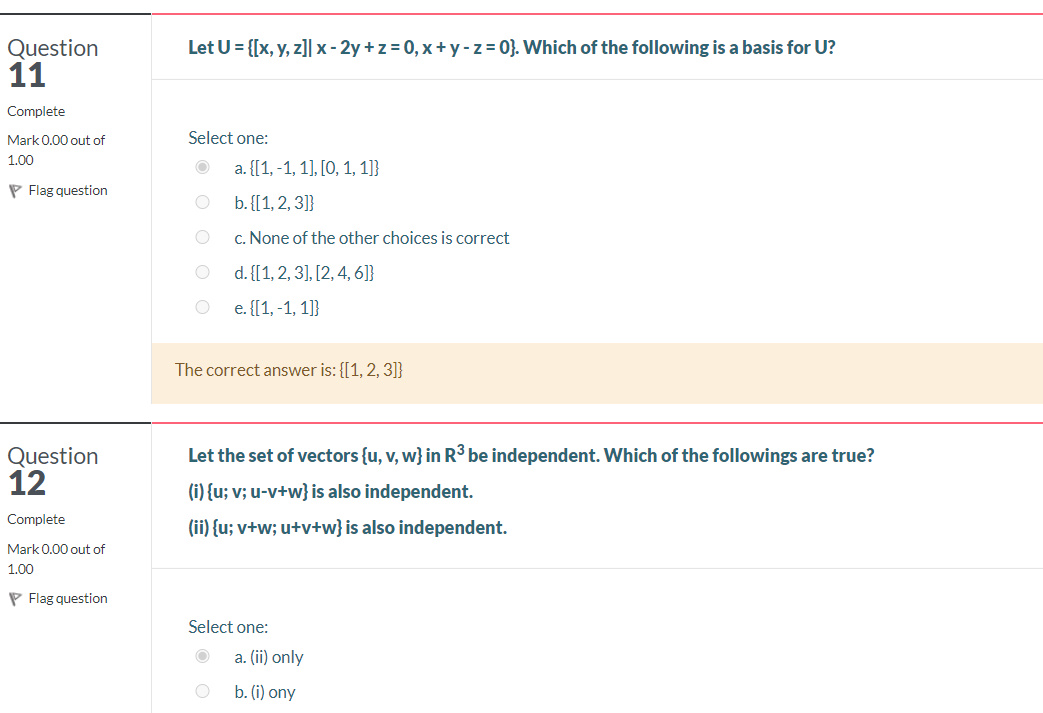 Question
11
Complete
Mark 0.00 out of
1.00
Flag question
Let U = {[x, y, z]| x - 2y + z = 0, x + y - z = 0}. Which of the following is a basis for U?
Select one:
a. {[1, -1, 1], [0, 1, 1]}
b. {[1, 2, 3]}
c. None of the other choices is correct
d. {[1, 2, 3], [2, 4, 6]}
e. {[1, -1, 1]}
The correct answer is: {[1, 2, 3]}
Question
12
Complete
Mark 0.00 out of
1.00
Flag question
Let the set of vectors {u, v, w} in R³ be independent. Which of the followings are true?
(i) {u; v; u-v+w} is also independent.
(ii) {u; v+w; u+v+w} is also independent.
Select one:
a. (ii) only
b. (i) ony